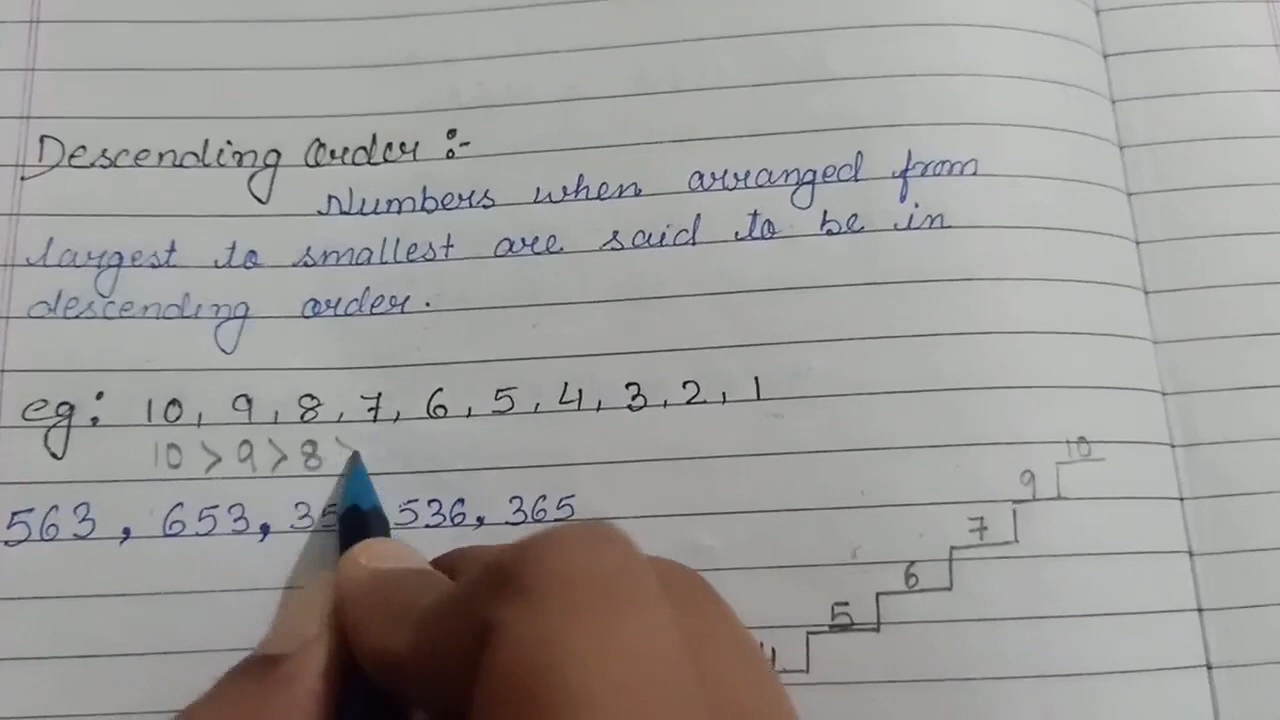 Descending order :-
Numbers when arranged from
largest to smallest are said to be in
descending order.
eg: 10, 9, 8, 7, 6, 5, 4, 3, 2, 1
10 > 9 > 8 >
563, 653, 536, 365
10
9
7
6
5